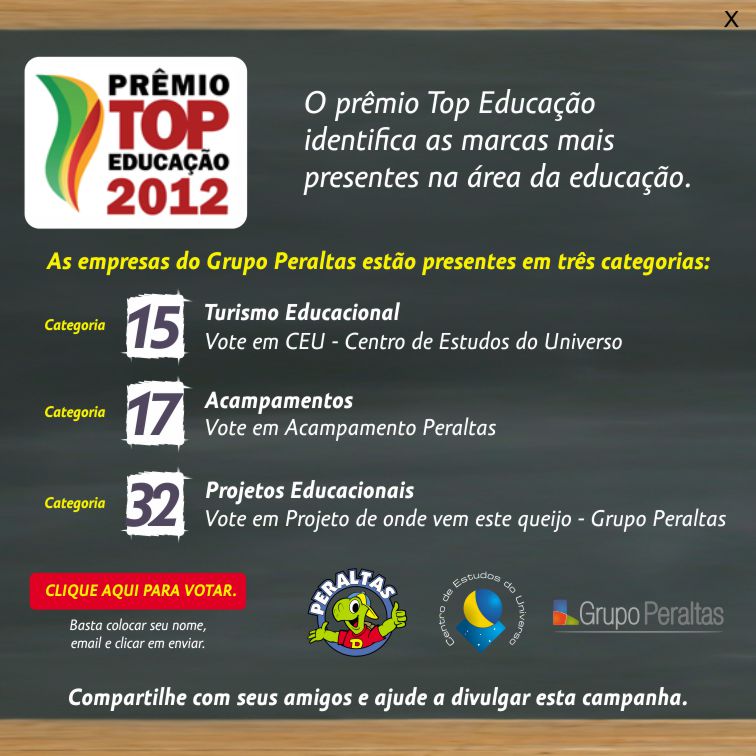 X
PRÊMIO
TOP
EDUCAÇÃO
2012
O prêmio Top Educação
identifica as marcas mais
presentes na área da educação.
As empresas do Grupo Peraltas estão presentes em três categorias:
Categoria 15 Turismo Educacional
Vote em CEU - Centro de Estudos do Universo
Categoria 17 Acampamentos
Vote em Acampamento Peraltas
Categoria 32 Projetos Educacionais
Vote em Projeto de onde vem este queijo - Grupo Peraltas
CLIQUE AQUI PARA VOTAR.
Basta colocar seu nome,
email e clicar em enviar.
PERALTAS
Centro de Estudos do Universo
Grupo Peraltas
Compartilhe com seus amigos e ajude a divulgar esta campanha.